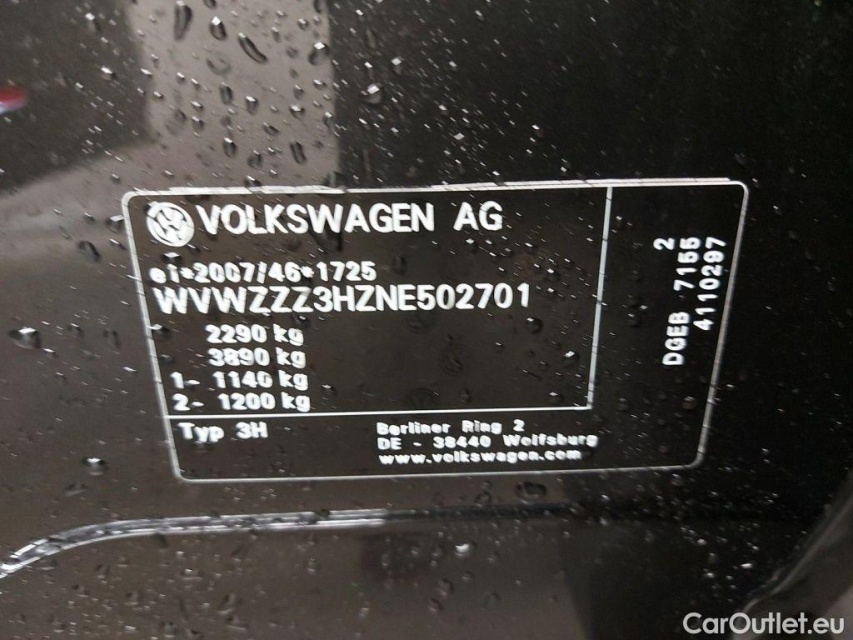 VOLKSWAGEN AG
e1*2007/46*1725
WVWZZZ3HZNE502701
2290 kg
3890 kg
1- 1140 kg
2- 1200 kg
Typ 3H
Berliner Ring 2
DE - 38440 Wolfsburg
www.volkswagen.com
2
DGEB 7155
4110297
CarOutlet.eu